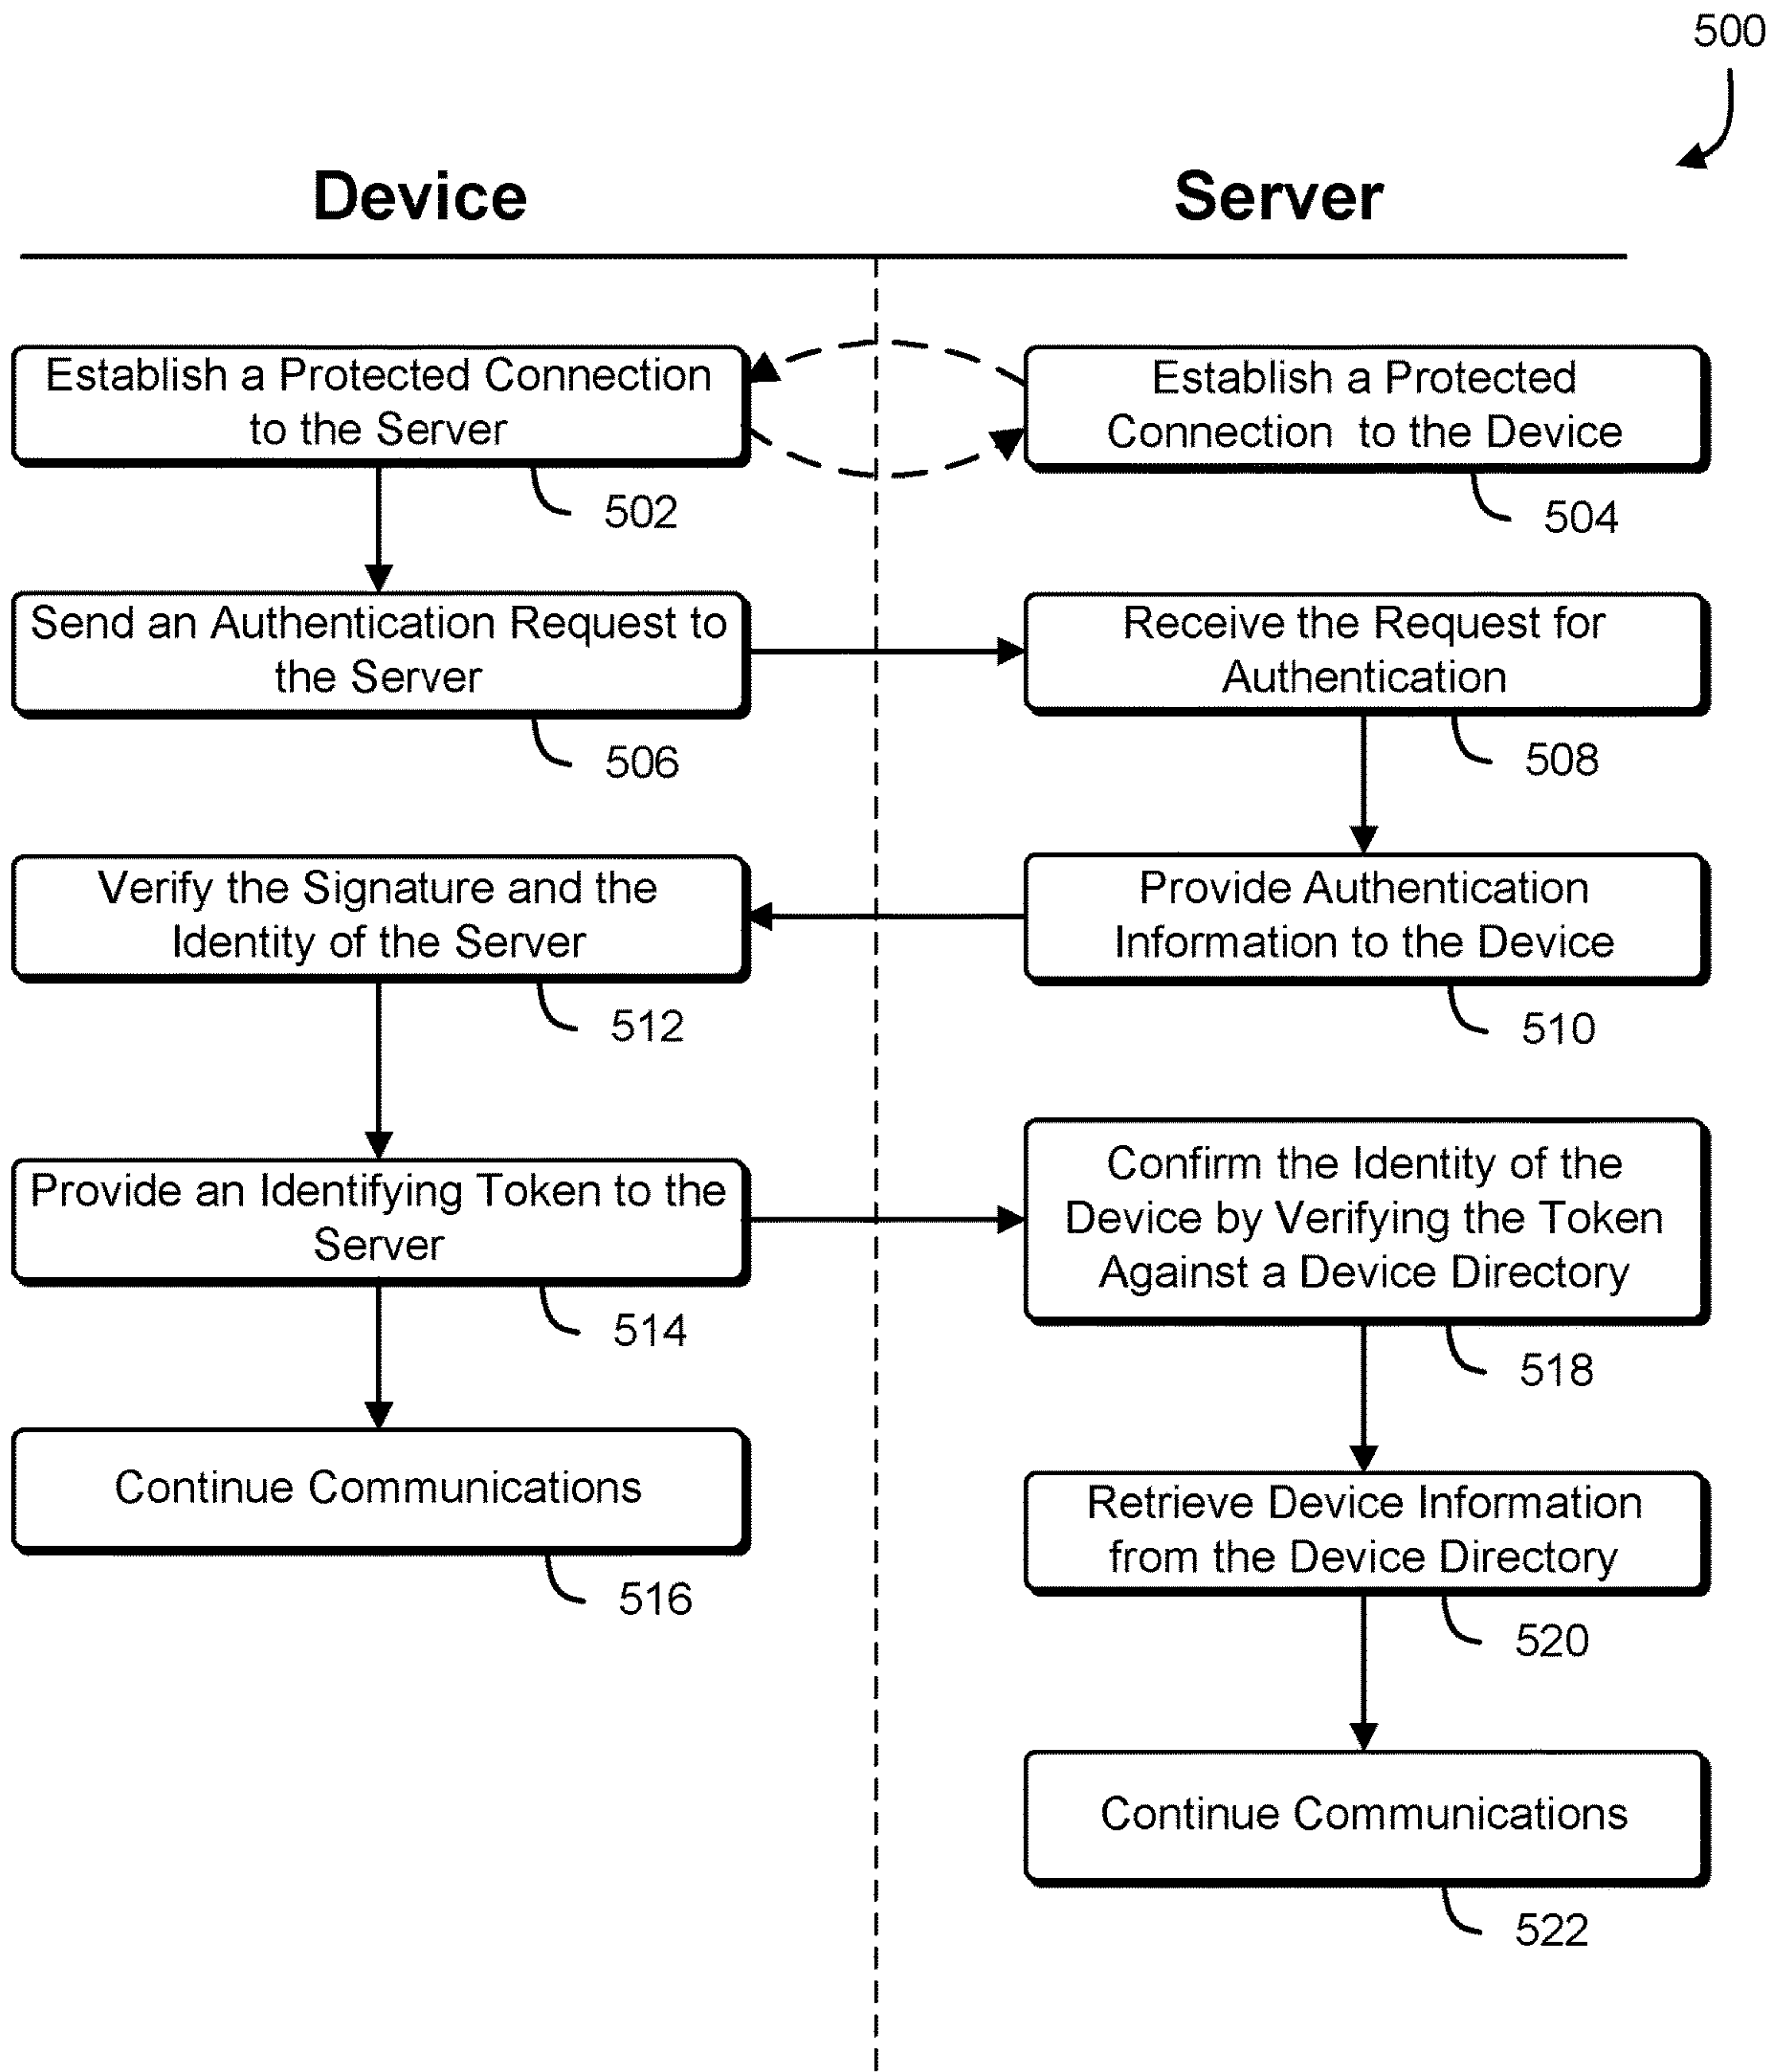 500
Device
Server
Establish a Protected Connection
to the Server
502
Establish a Protected
Connection to the Device
504
Send an Authentication Request to
the Server
506
Receive the Request for
Authentication
508
Verify the Signature and the
Identity of the Server
512
Provide Authentication
Information to the Device
510
Provide an Identifying Token to the
Server
514
Confirm the Identity of the
Device by Verifying the Token
Against a Device Directory
518
Continue Communications
516
Retrieve Device Information
from the Device Directory
520
Continue Communications
522